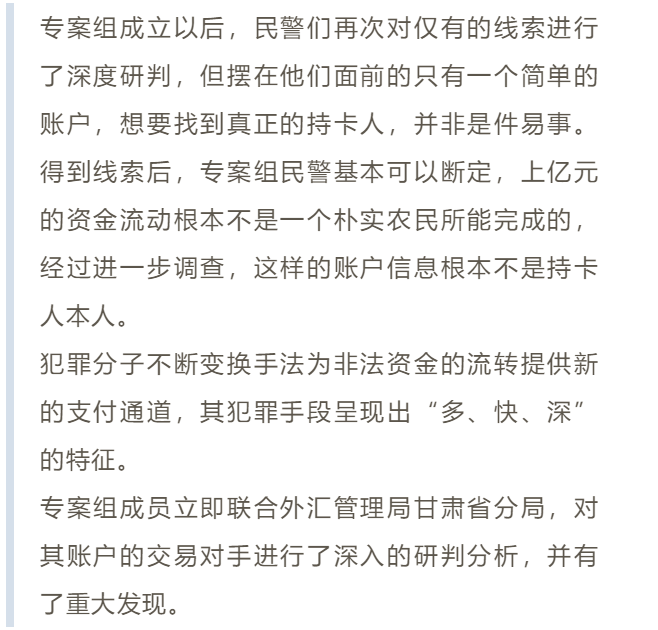 专案组成立以后，民警们再次对仅有的线索进行
了深度研判，但摆在他们面前的只有一个简单的
账户，想要找到真正的持卡人，并非是件易事。
得到线索后，专案组民警基本可以断定，上亿元
的资金流动根本不是一个朴实农民所能完成的，
经过进一步调查，这样的账户信息根本不是持卡
人本人。
犯罪分子不断变换手法为非法资金的流转提供新
的支付通道，其犯罪手段呈现出“多、快、深”
的特征。
专案组成员立即联合外汇管理局甘肃省分局，对
其账户的交易对手进行了深入的研判分析，并有
了重大发现。